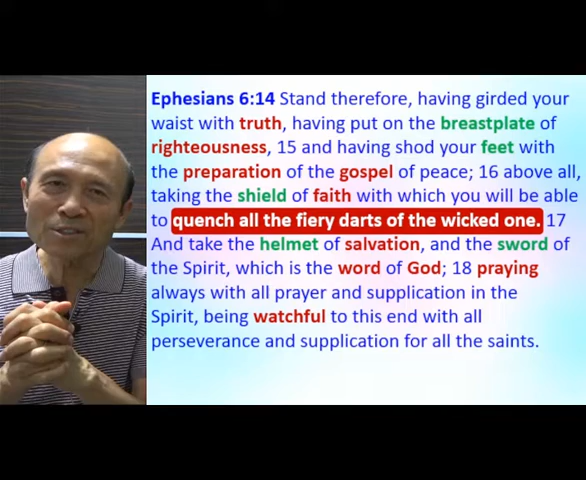 Ephesians 6:14 Stand therefore, having girded your
waist with truth, having put on the breastplate of
righteousness, 15 and having shod your feet with
the preparation of the gospel of peace; 16 above all,
taking the shield of faith with which you will be able
to quench all the fiery darts of the wicked one. 17
And take the helmet of salvation, and the sword of
the Spirit, which is the word of God; 18 praying
always with all prayer and supplication in the
Spirit, being watchful to this end with all
perseverance and supplication for all the saints.